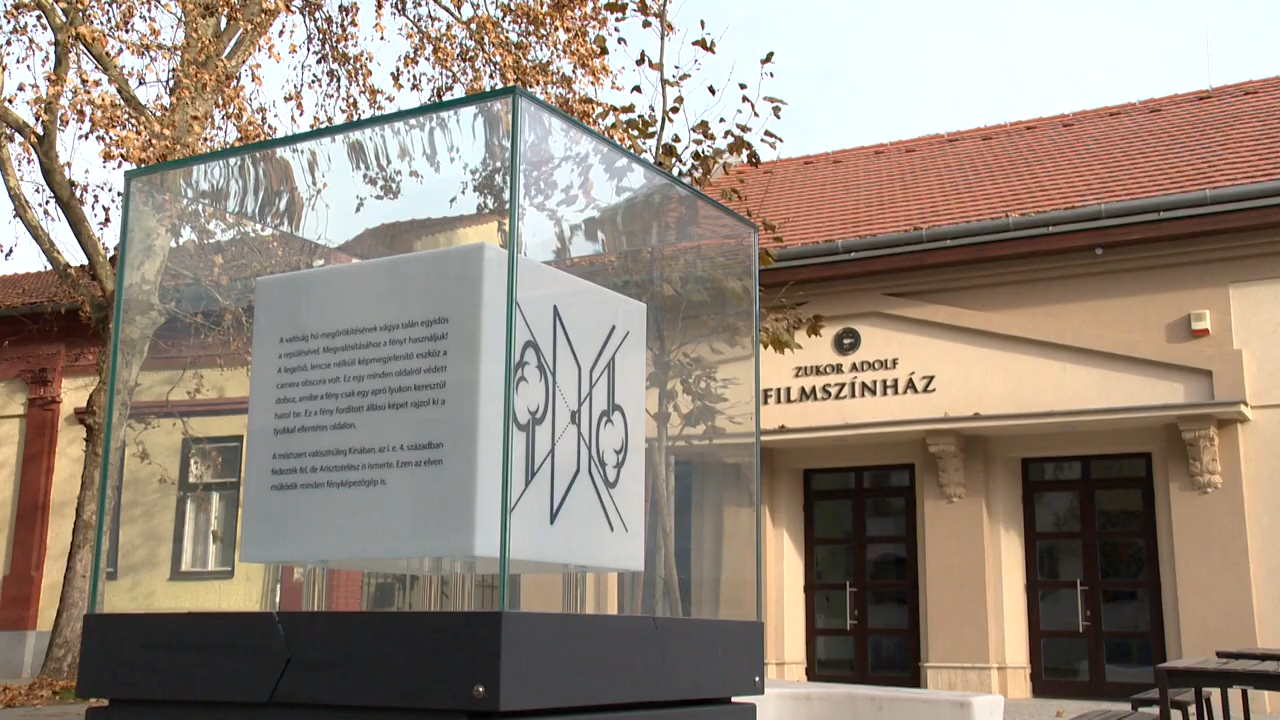 A valóság hű megörökítésének vágya talán egyidős
a repülésével. Megvalósításához a fényt használjuk!
A legelső, lencse nélküli képmegjelenítő eszköz a
camera obscura volt. Ez egy minden oldalról védett
doboz, amibe a fény csak egy apró lyukon keresztül
hatol be. Ez a fény fordított állású képet rajzol ki a
lyukkal ellentétes oldalon.
A módszert valószínűleg Kínában, az i. e. 4. században
fedezték fel, de Arisztotelész is ismerte. Ezen az elven
működik minden fényképezőgép is.
ZUKOR ADOLF
FILMSZÍNHÁZ